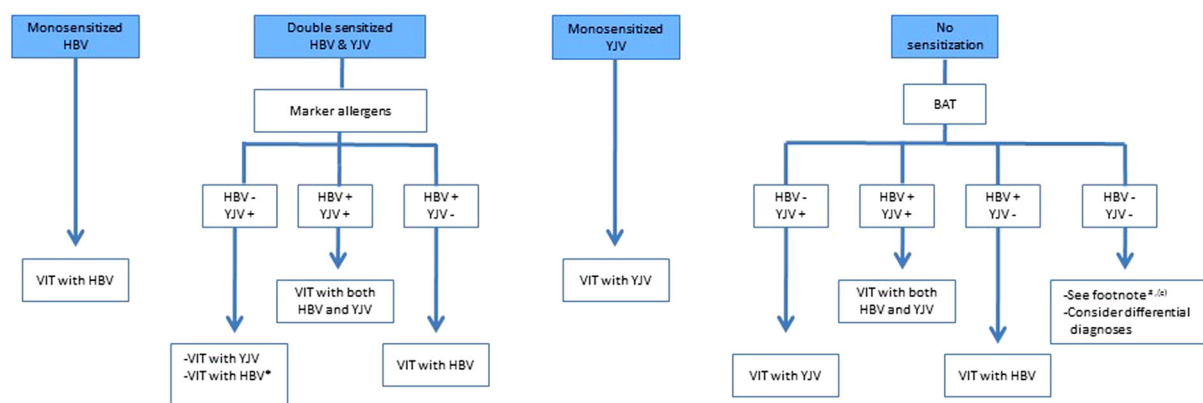 Monosensitized
HBV
Double sensitized
HBV & YJV
Monosensitized
YJV
No
sensitization
Marker allergens
BAT
HBV -
YJV +
HBV +
YJV +
HBV +
YJV -
HBV -
YJV +
HBV +
YJV +
HBV +
YJV -
HBV -
YJV -
VIT with HBV
VIT with both
HBV and YJV
-VIT with YJV
-VIT with HBV*
VIT with HBV
VIT with YJV
VIT with YJV
VIT with both
HBV and YJV
VIT with HBV
-See footnote
-Consider differential
diagnoses